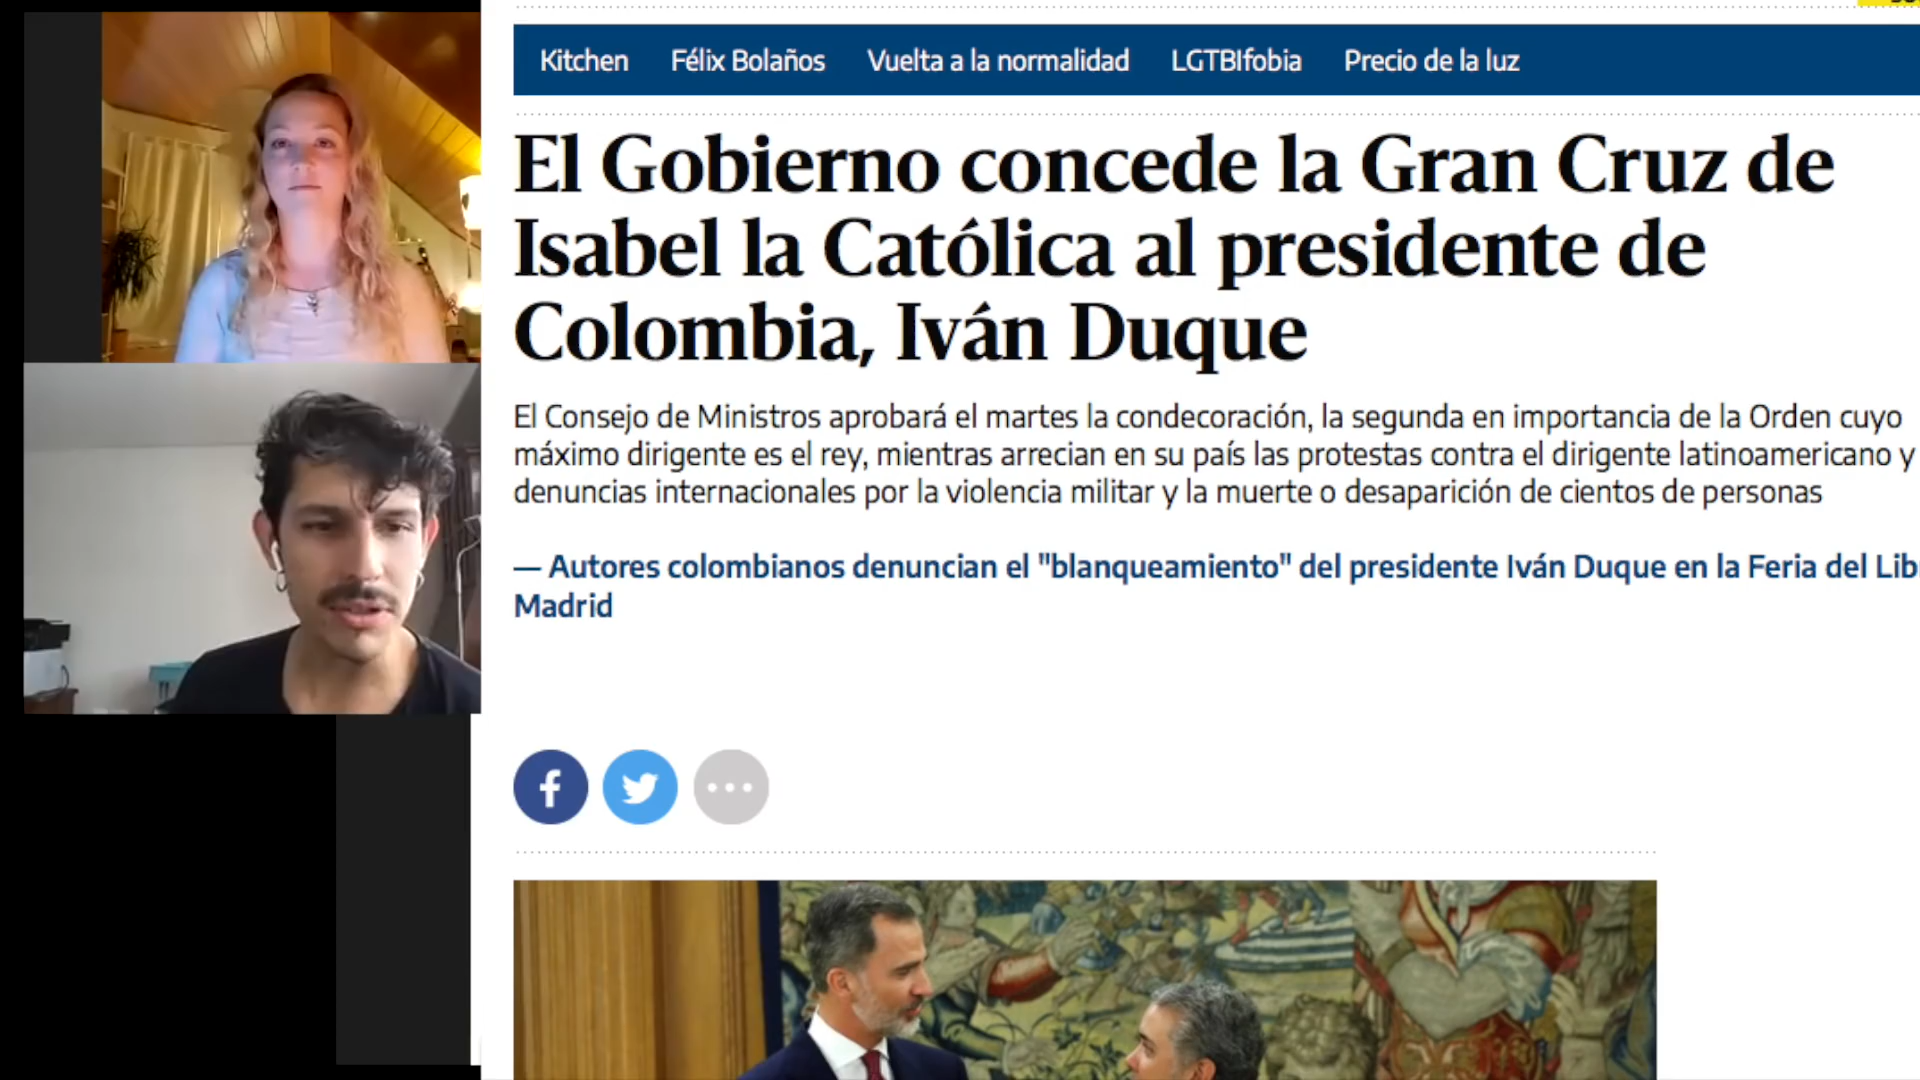 Kitchen Félix Bolaños Vuelta a la normalidad LGTBIfobia Precio de la luz
El Gobierno concede la Gran Cruz de
Isabel la Católica al presidente de
Colombia, Iván Duque
El Consejo de Ministros aprobará el martes la condecoración, la segunda en importancia de la Orden cuyo
máximo dirigente es el rey, mientras arrecian en su país las protestas contra el dirigente latinoamericano y
denuncias internacionales por la violencia militar y la muerte o desaparición de cientos de personas
— Autores colombianos denuncian el "blanqueamiento" del presidente Iván Duque en la Feria del
Madrid